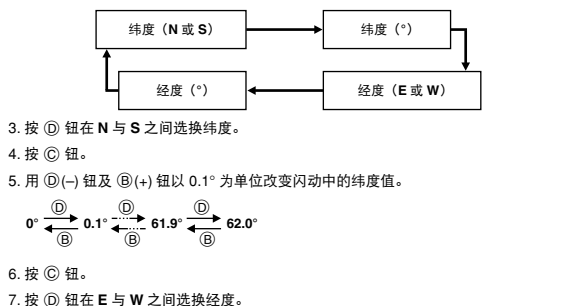 纬度（N 或 S） 纬度（°）
经度（°） 经度（E 或 W）
3. 按 Ⓓ 钮在 N 与 S 之间选换纬度。
4. 按 Ⓒ 钮。
5. 用 Ⓓ(–) 钮及 Ⓑ(+) 钮以 0.1° 为单位改变闪动中的纬度值。
Ⓓ Ⓓ Ⓓ
0° 0.1° 61.9° 62.0°
Ⓑ Ⓑ Ⓑ
6. 按 Ⓒ 钮。
7. 按 Ⓓ 钮在 E 与 W 之间选换经度。